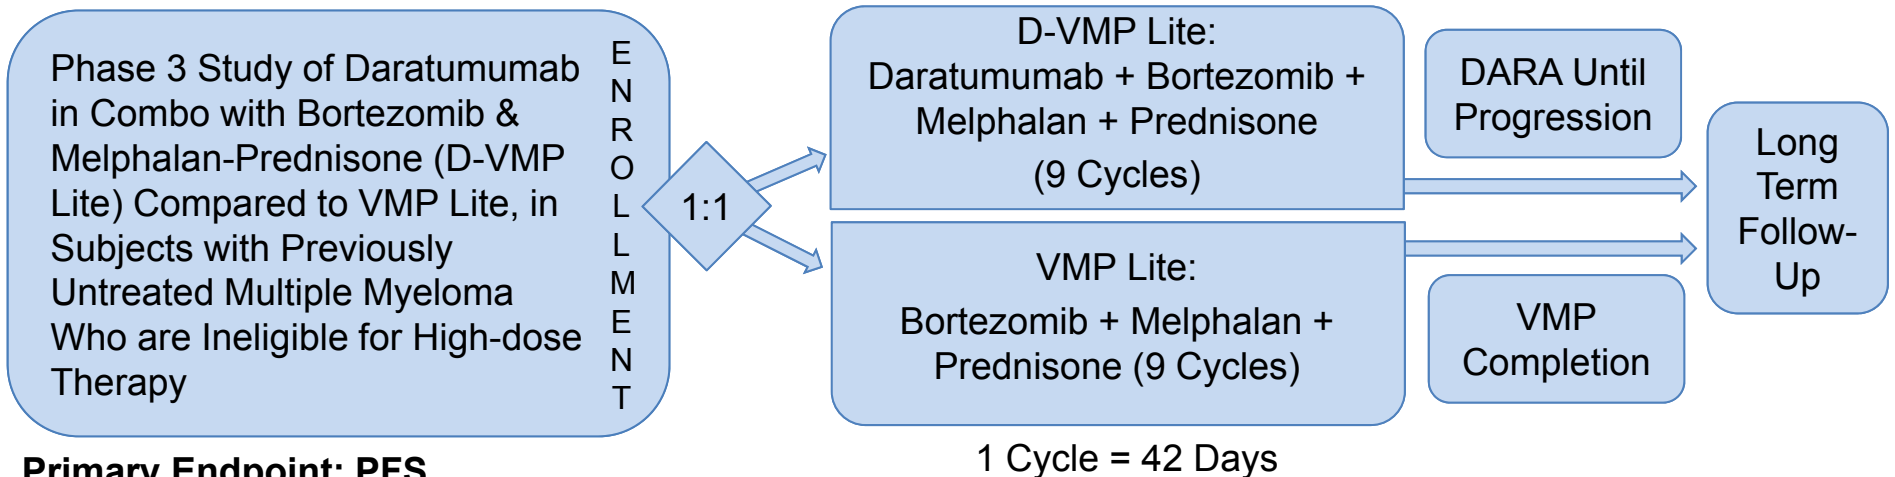 Phase 3 Study of Daratumumab
in Combo with Bortezomib &
Melphalan-Prednisone (D-VMP
Lite) Compared to VMP Lite, in
Subjects with Previously
Untreated Multiple Myeloma
Who are Ineligible for High-dose
Therapy
ENROLLMENT
1:1
D-VMP Lite:
Daratumumab + Bortezomib +
Melphalan + Prednisone
(9 Cycles)
DARA Until
Progression
VMP Lite:
Bortezomib + Melphalan +
Prednisone (9 Cycles)
VMP
Completion
Long
Term
Follow-
Up
1 Cycle = 42 Days
Primary Endpoint: PFS